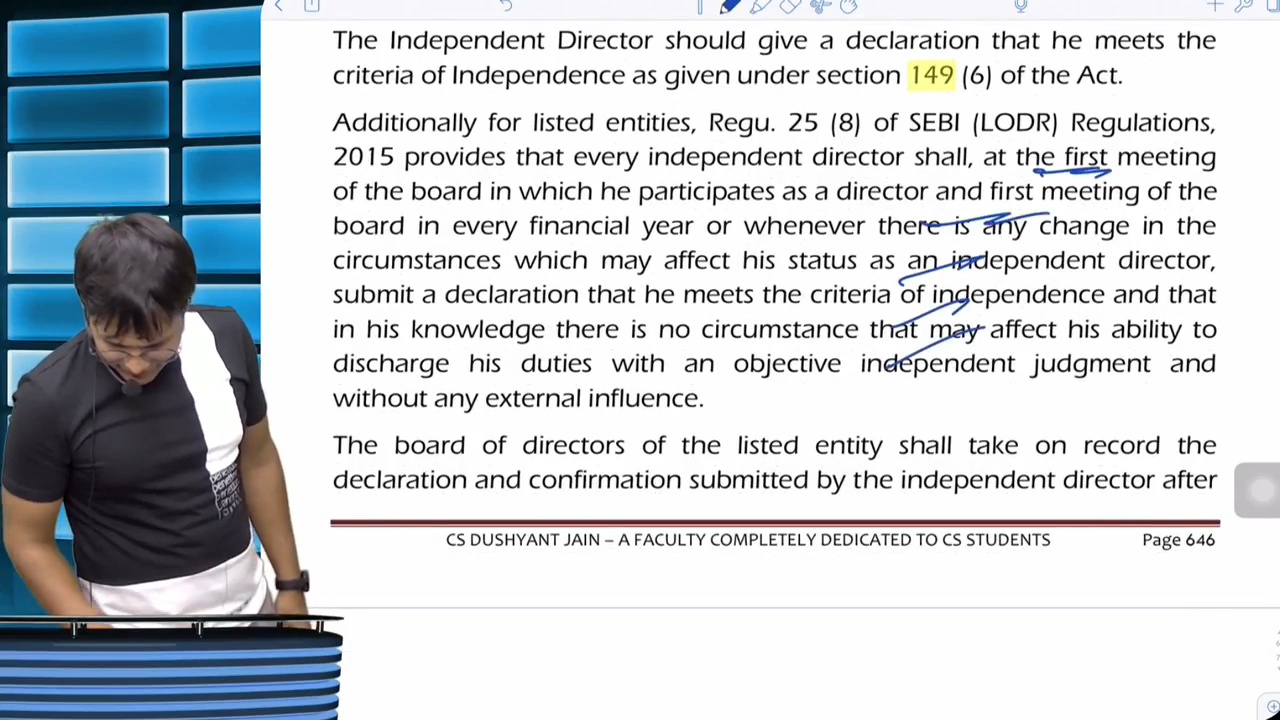 The Independent Director should give a declaration that he meets the
criteria of Independence as given under section 149 (6) of the Act.
Additionally for listed entities, Regu. 25 (8) of SEBI (LODR) Regulations,
2015 provides that every independent director shall, at the first meeting
of the board in which he participates as a director and first meeting of the
board in every financial year or whenever there is any change in the
circumstances which may affect his status as an independent director,
submit a declaration that he meets the criteria of independence and that
in his knowledge there is no circumstance that may affect his ability to
discharge his duties with an objective independent judgment and
without any external influence.
The board of directors of the listed entity shall take on record the
declaration and confirmation submitted by the independent director after
CS DUSHYANT JAIN – A FACULTY COMPLETELY DEDICATED TO CS STUDENTS Page 646